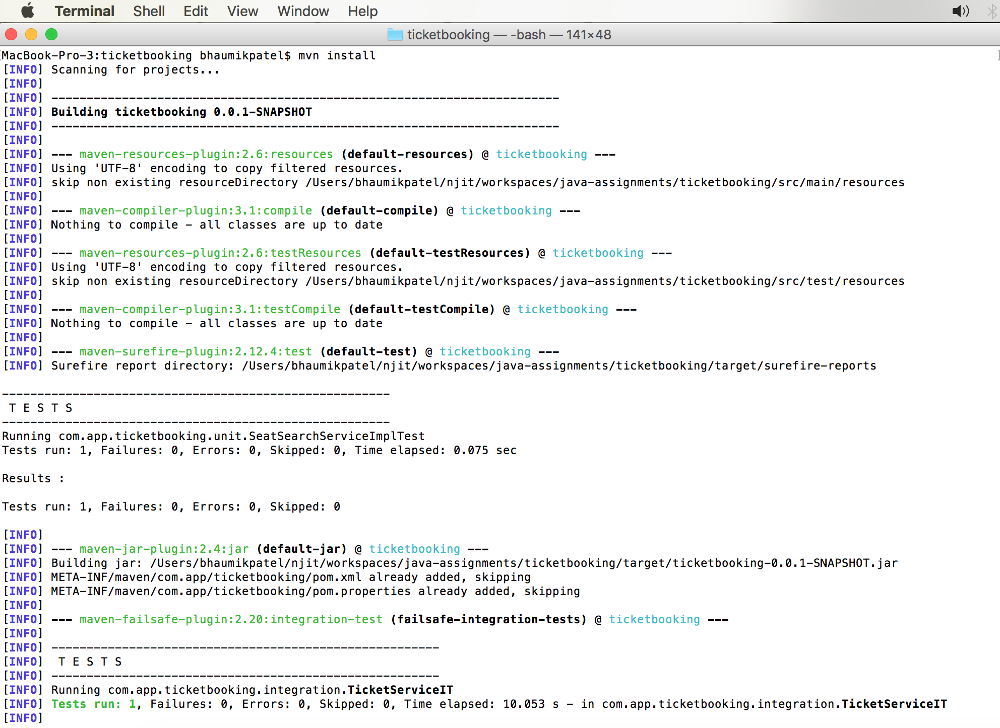 Terminal Shell Edit View Window Help
ticketbooking — -bash — 141×48
MacBook-Pro-3:ticketbooking bhaumikpatel$ mvn install
[INFO] Scanning for projects...
[INFO]
[INFO] ------------------------------------------------------------------------
[INFO] Building ticketbooking 0.0.1-SNAPSHOT
[INFO] ------------------------------------------------------------------------
[INFO]
[INFO] --- maven-resources-plugin:2.6:resources (default-resources) @ ticketbooking ---
[INFO] Using 'UTF-8' encoding to copy filtered resources.
[INFO] skip non existing resourceDirectory /Users/bhaumikpatel/njit/workspaces/java-assignments/ticketbooking/src/main/resources
[INFO]
[INFO] --- maven-compiler-plugin:3.1:compile (default-compile) @ ticketbooking ---
[INFO] Nothing to compile - all classes are up to date
[INFO]
[INFO] --- maven-resources-plugin:2.6:testResources (default-testResources) @ ticketbooking ---
[INFO] Using 'UTF-8' encoding to copy filtered resources.
[INFO] skip non existing resourceDirectory /Users/bhaumikpatel/njit/workspaces/java-assignments/ticketbooking/src/test/resources
[INFO]
[INFO] --- maven-compiler-plugin:3.1:testCompile (default-testCompile) @ ticketbooking ---
[INFO] Nothing to compile - all classes are up to date
[INFO]
[INFO] --- maven-surefire-plugin:2.12.4:test (default-test) @ ticketbooking ---
[INFO] Surefire report directory: /Users/bhaumikpatel/njit/workspaces/java-assignments/ticketbooking/target/surefire-reports
-------------------------------------------------------
T E S T S
-------------------------------------------------------
Running com.app.ticketbooking.unit.SeatSearchServiceImplTest
Tests run: 1, Failures: 0, Errors: 0, Skipped: 0, Time elapsed: 0.075 sec
Results :
Tests run: 1, Failures: 0, Errors: 0, Skipped: 0
[INFO]
[INFO] --- maven-jar-plugin:2.4:jar (default-jar) @ ticketbooking ---
[INFO] Building jar: /Users/bhaumikpatel/njit/workspaces/java-assignments/ticketbooking/target/ticketbooking-0.0.1-SNAPSHOT.jar
[INFO] META-INF/maven/com.app/ticketbooking/pom.xml already added, skipping
[INFO] META-INF/maven/com.app/ticketbooking/pom.properties already added, skipping
[INFO]
[INFO] --- maven-failsafe-plugin:2.20:integration-test (failsafe-integration-tests) @ ticketbooking ---
[INFO]
[INFO] -------------------------------------------------------
[INFO] T E S T S
[INFO] -------------------------------------------------------
[INFO] Running com.app.ticketbooking.integration.TicketServiceIT
[INFO] Tests run: 1, Failures: 0, Errors: 0, Skipped: 0, Time elapsed: 10.053 s - in com.app.ticketbooking.integration.TicketServiceIT
[INFO]